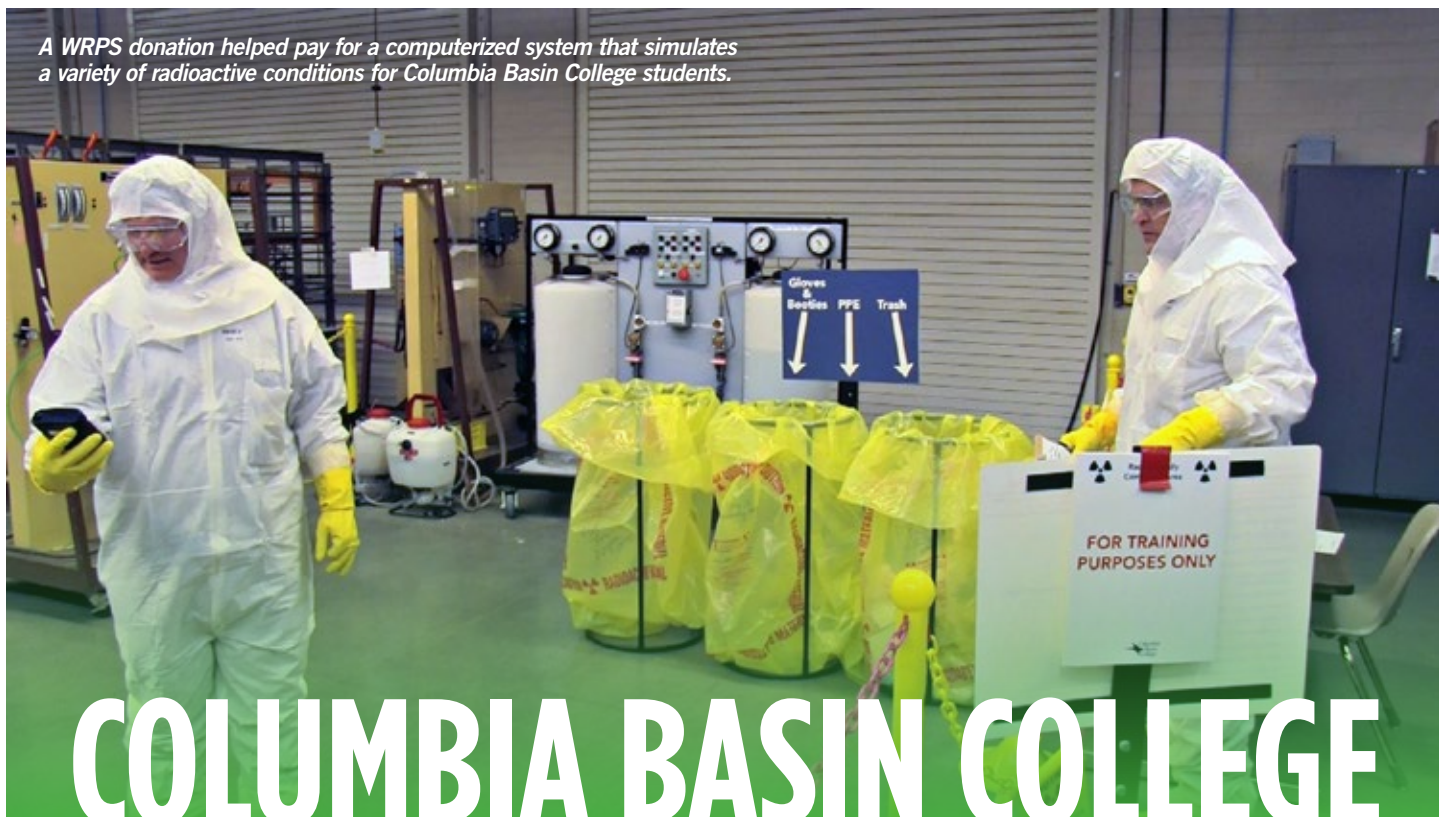 A WRPS donation helped pay for a computerized system that simulates
a variety of radioactive conditions for Columbia Basin College students.
Gloves
&
Booties PPE Trash
FOR TRAINING
PURPOSES ONLY
COLUMBIA BASIN COLLEGE